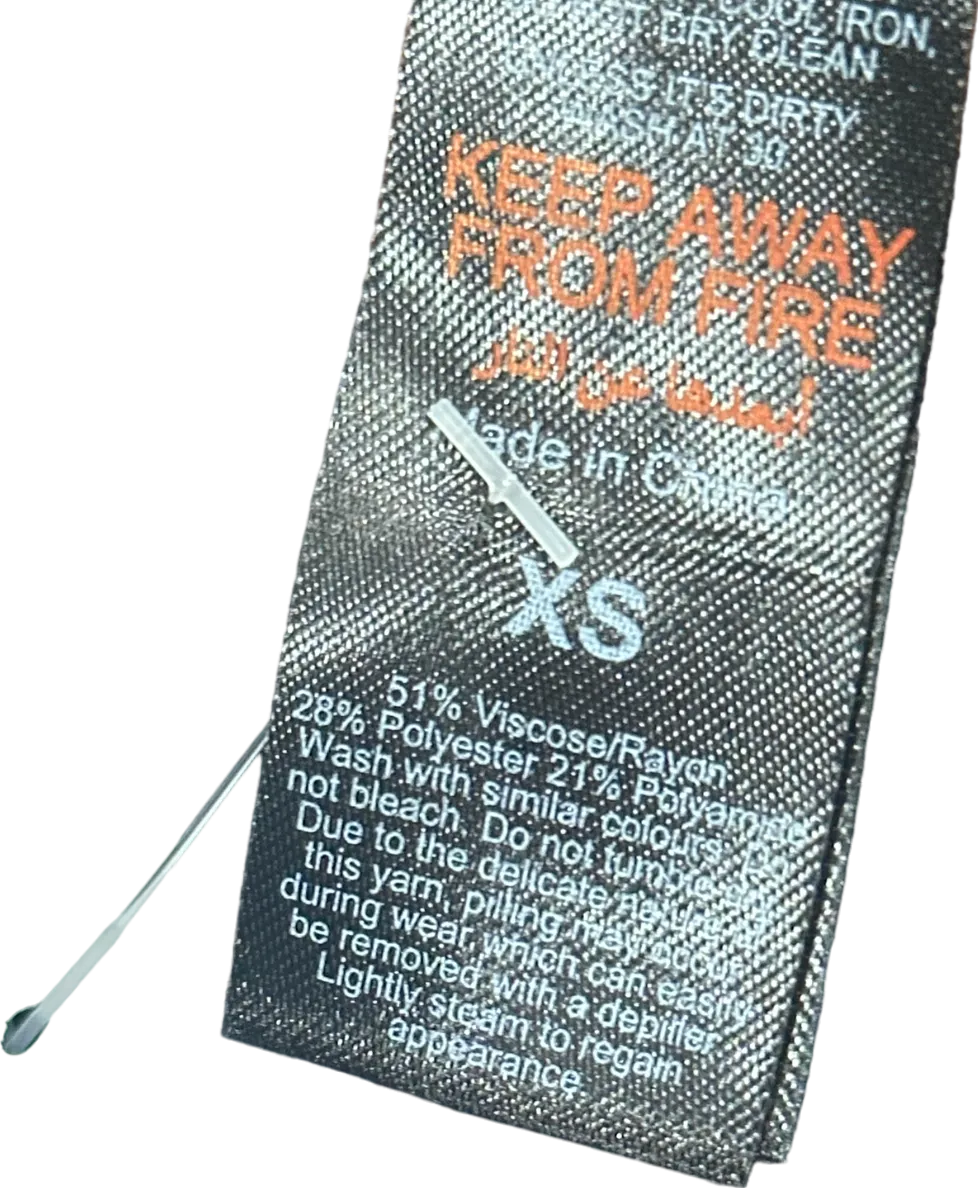 COOL IRON,
DRY CLEAN
IT'S DIRTY
WASH AT 30
KEEP AWAY
FROM FIRE
أبعدها عن النار
Made in China
XS
51% Viscose/Rayon
28% Polyester 21% Polyamide
Wash with similar colours. Do
not bleach. Do not tumble dry.
Due to the delicate nature of
this yarn, pilling may occur
during wear which can easily
be removed with a depiller.
Lightly steam to regain
appearance.